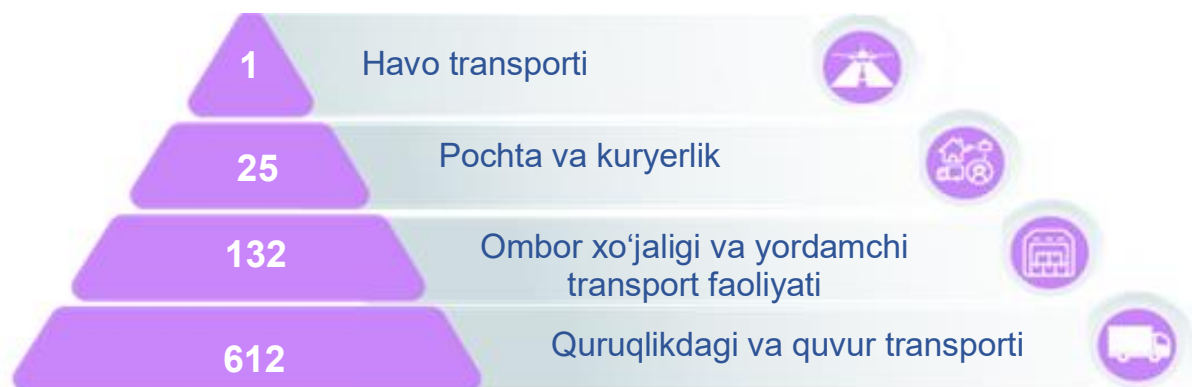 1
Havo transporti
25
Pochta va kuryerlik
132
Ombor xo‘jaligi va yordamchi
transport faoliyati
612
Quruqlikdagi va quvur transporti